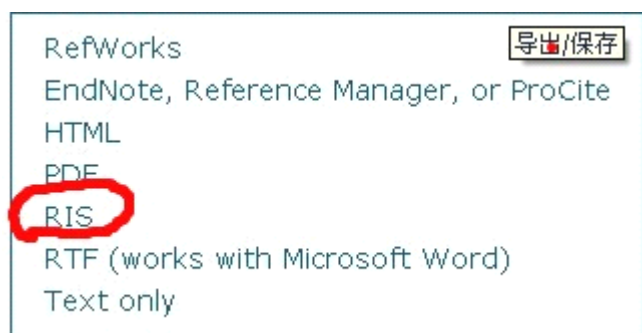 RefWorks
导出/保存
EndNote, Reference Manager, or ProCite
HTML
PDF
RIS
RTF (works with Microsoft Word)
Text only